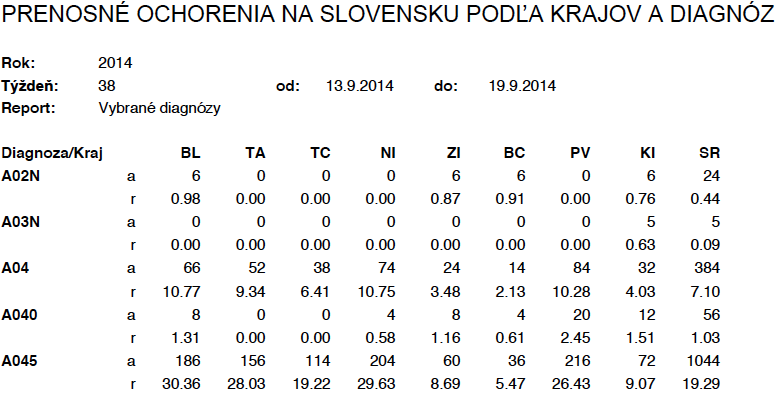 PRENOSNÉ OCHORENIA NA SLOVENSKU PODĽA KRAJOV A DIAGNÓZ
Rok: 2014
Týždeň: 38 od: 13.9.2014 do: 19.9.2014
Report: Vybrané diagnózy
Diagnoza/Kraj BL TA TC NI ZI BC PV KI SR
A02N a 6 0 0 0 6 6 0 6 24
r 0.98 0.00 0.00 0.00 0.87 0.91 0.00 0.76 0.44
A03N a 0 0 0 0 0 0 0 5 5
r 0.00 0.00 0.00 0.00 0.00 0.00 0.00 0.63 0.09
A04 a 66 52 38 74 24 14 84 32 384
r 10.77 9.34 6.41 10.75 3.48 2.13 10.28 4.03 7.10
A040 a 8 0 0 4 8 4 20 12 56
r 1.31 0.00 0.00 0.58 1.16 0.61 2.45 1.51 1.03
A045 a 186 156 114 204 60 36 216 72 1044
r 30.36 28.03 19.22 29.63 8.69 5.47 26.43 9.07 19.29